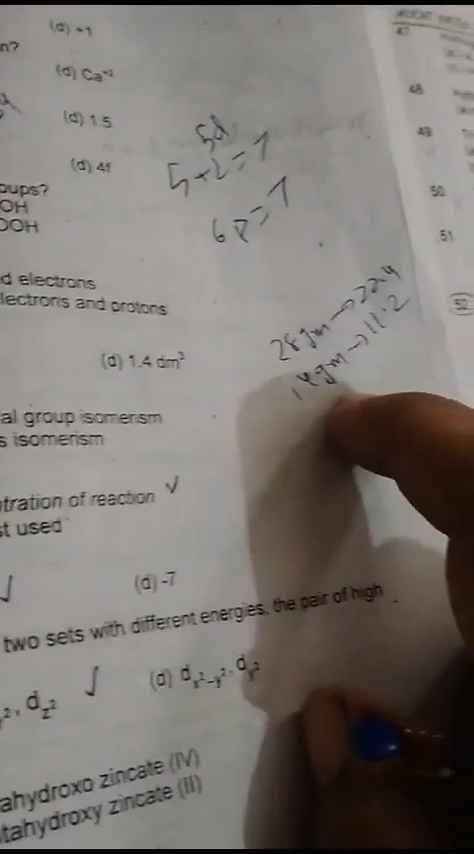 (d) +1
n?
(d) Ca⁺²
(d) 1.5
(d) 4f
5d
5+2=7
6p=7
oups?
OH
OOH
d electrons
lectrons and protons
28gm→22.4
14gm→11.2
(d) 1.4 dm³
al group isomerism
s isomerism
ntration of reaction ✓
st used
(d) -7
two sets with different energies, the pair of high
², d_z²
(d) d_x²-y², d_y²
ahydroxo zincate (IV)
tahydroxy zincate (II)
47
48
49
50
51
52